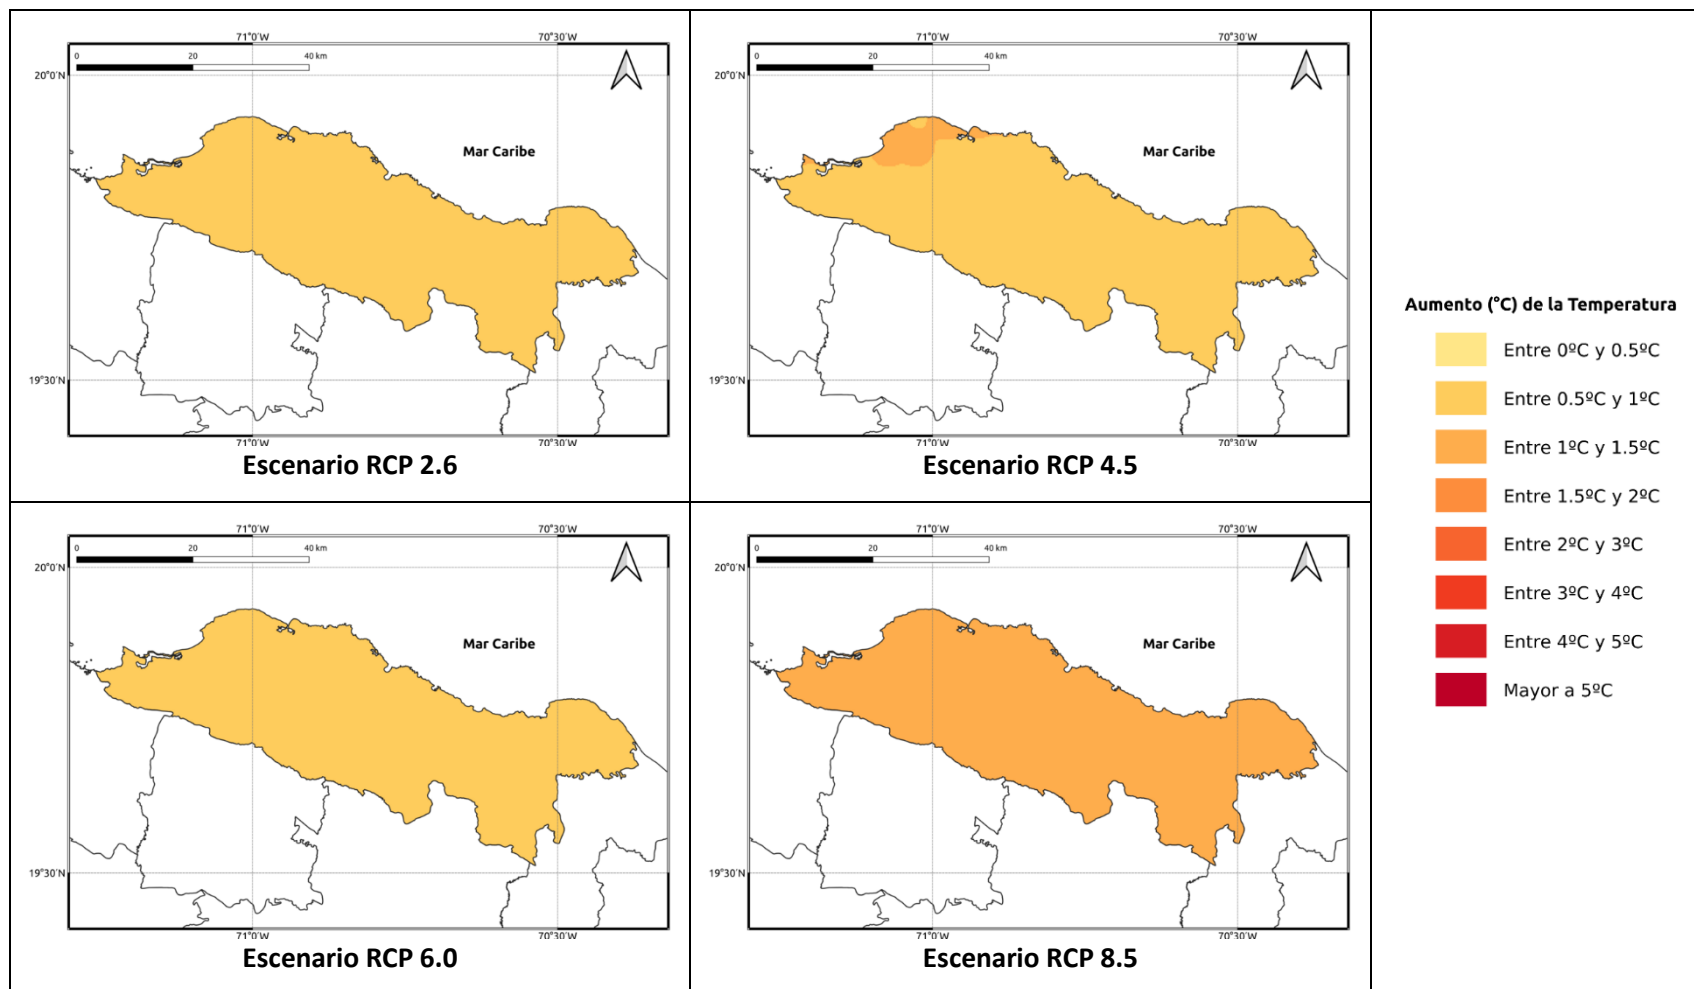 71°0'W
70°30'W
0
20
40 km
20°0'N
Mar Caribe
19°30'N
71°0'W
70°30'W
Escenario RCP 2.6
71°0'W
70°30'W
0
20
40 km
20°0'N
Mar Caribe
19°30'N
71°0'W
70°30'W
Escenario RCP 4.5
71°0'W
70°30'W
0
20
40 km
20°0'N
Mar Caribe
19°30'N
71°0'W
70°30'W
Escenario RCP 6.0
71°0'W
70°30'W
0
20
40 km
20°0'N
Mar Caribe
19°30'N
71°0'W
70°30'W
Escenario RCP 8.5
Aumento (°C) de la Temperatura
Entre 0ºC y 0.5ºC
Entre 0.5ºC y 1ºC
Entre 1ºC y 1.5ºC
Entre 1.5ºC y 2ºC
Entre 2ºC y 3ºC
Entre 3ºC y 4ºC
Entre 4ºC y 5ºC
Mayor a 5ºC